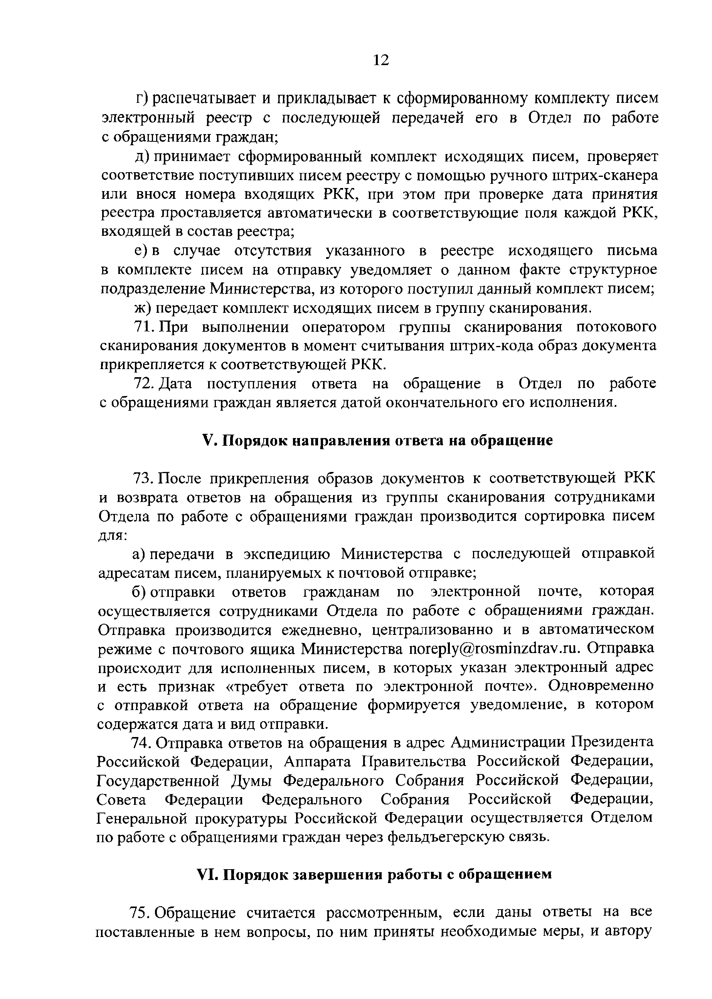 12
г) распечатывает и прикладывает к сформированному комплекту писем
электронный реестр с последующей передачей его в Отдел по работе
с обращениями граждан;
д) принимает сформированный комплект исходящих писем, проверяет
соответствие поступивших писем реестру с помощью ручного штрих-сканера
или внося номера входящих РКК, при этом при проверке дата принятия
реестра проставляется автоматически в соответствующие поля каждой РКК,
входящей в состав реестра;
е) в случае отсутствия указанного в реестре исходящего письма
в комплекте писем на отправку уведомляет о данном факте структурное
подразделение Министерства, из которого поступил данный комплект писем;
ж) передает комплект исходящих писем в группу сканирования.
71. При выполнении оператором группы сканирования потокового
сканирования документов в момент считывания штрих-кода образ документа
прикрепляется к соответствующей РКК.
72. Дата поступления ответа на обращение в Отдел по работе
с обращениями граждан является датой окончательного его исполнения.
V. Порядок направления ответа на обращение
73. После прикрепления образов документов к соответствующей РКК
и возврата ответов на обращения из группы сканирования сотрудниками
Отдела по работе с обращениями граждан производится сортировка писем
для:
а) передачи в экспедицию Министерства с последующей отправкой
адресатам писем, планируемых к почтовой отправке;
б) отправки ответов гражданам по электронной почте, которая
осуществляется сотрудниками Отдела по работе с обращениями граждан.
Отправка производится ежедневно, централизованно и в автоматическом
режиме с почтового ящика Министерства noreply@rosminzdrav.ru. Отправка
происходит для исполненных писем, в которых указан электронный адрес
и есть признак «требует ответа по электронной почте». Одновременно
с отправкой ответа на обращение формируется уведомление, в котором
содержатся дата и вид отправки.
74. Отправка ответов на обращения в адрес Администрации Президента
Российской Федерации, Аппарата Правительства Российской Федерации,
Государственной Думы Федерального Собрания Российской Федерации,
Совета Федерации Федерального Собрания Российской Федерации,
Генеральной прокуратуры Российской Федерации осуществляется Отделом
по работе с обращениями граждан через фельдъегерскую связь.
VI. Порядок завершения работы с обращением
75. Обращение считается рассмотренным, если даны ответы на все
поставленные в нем вопросы, по ним приняты необходимые меры, и автору